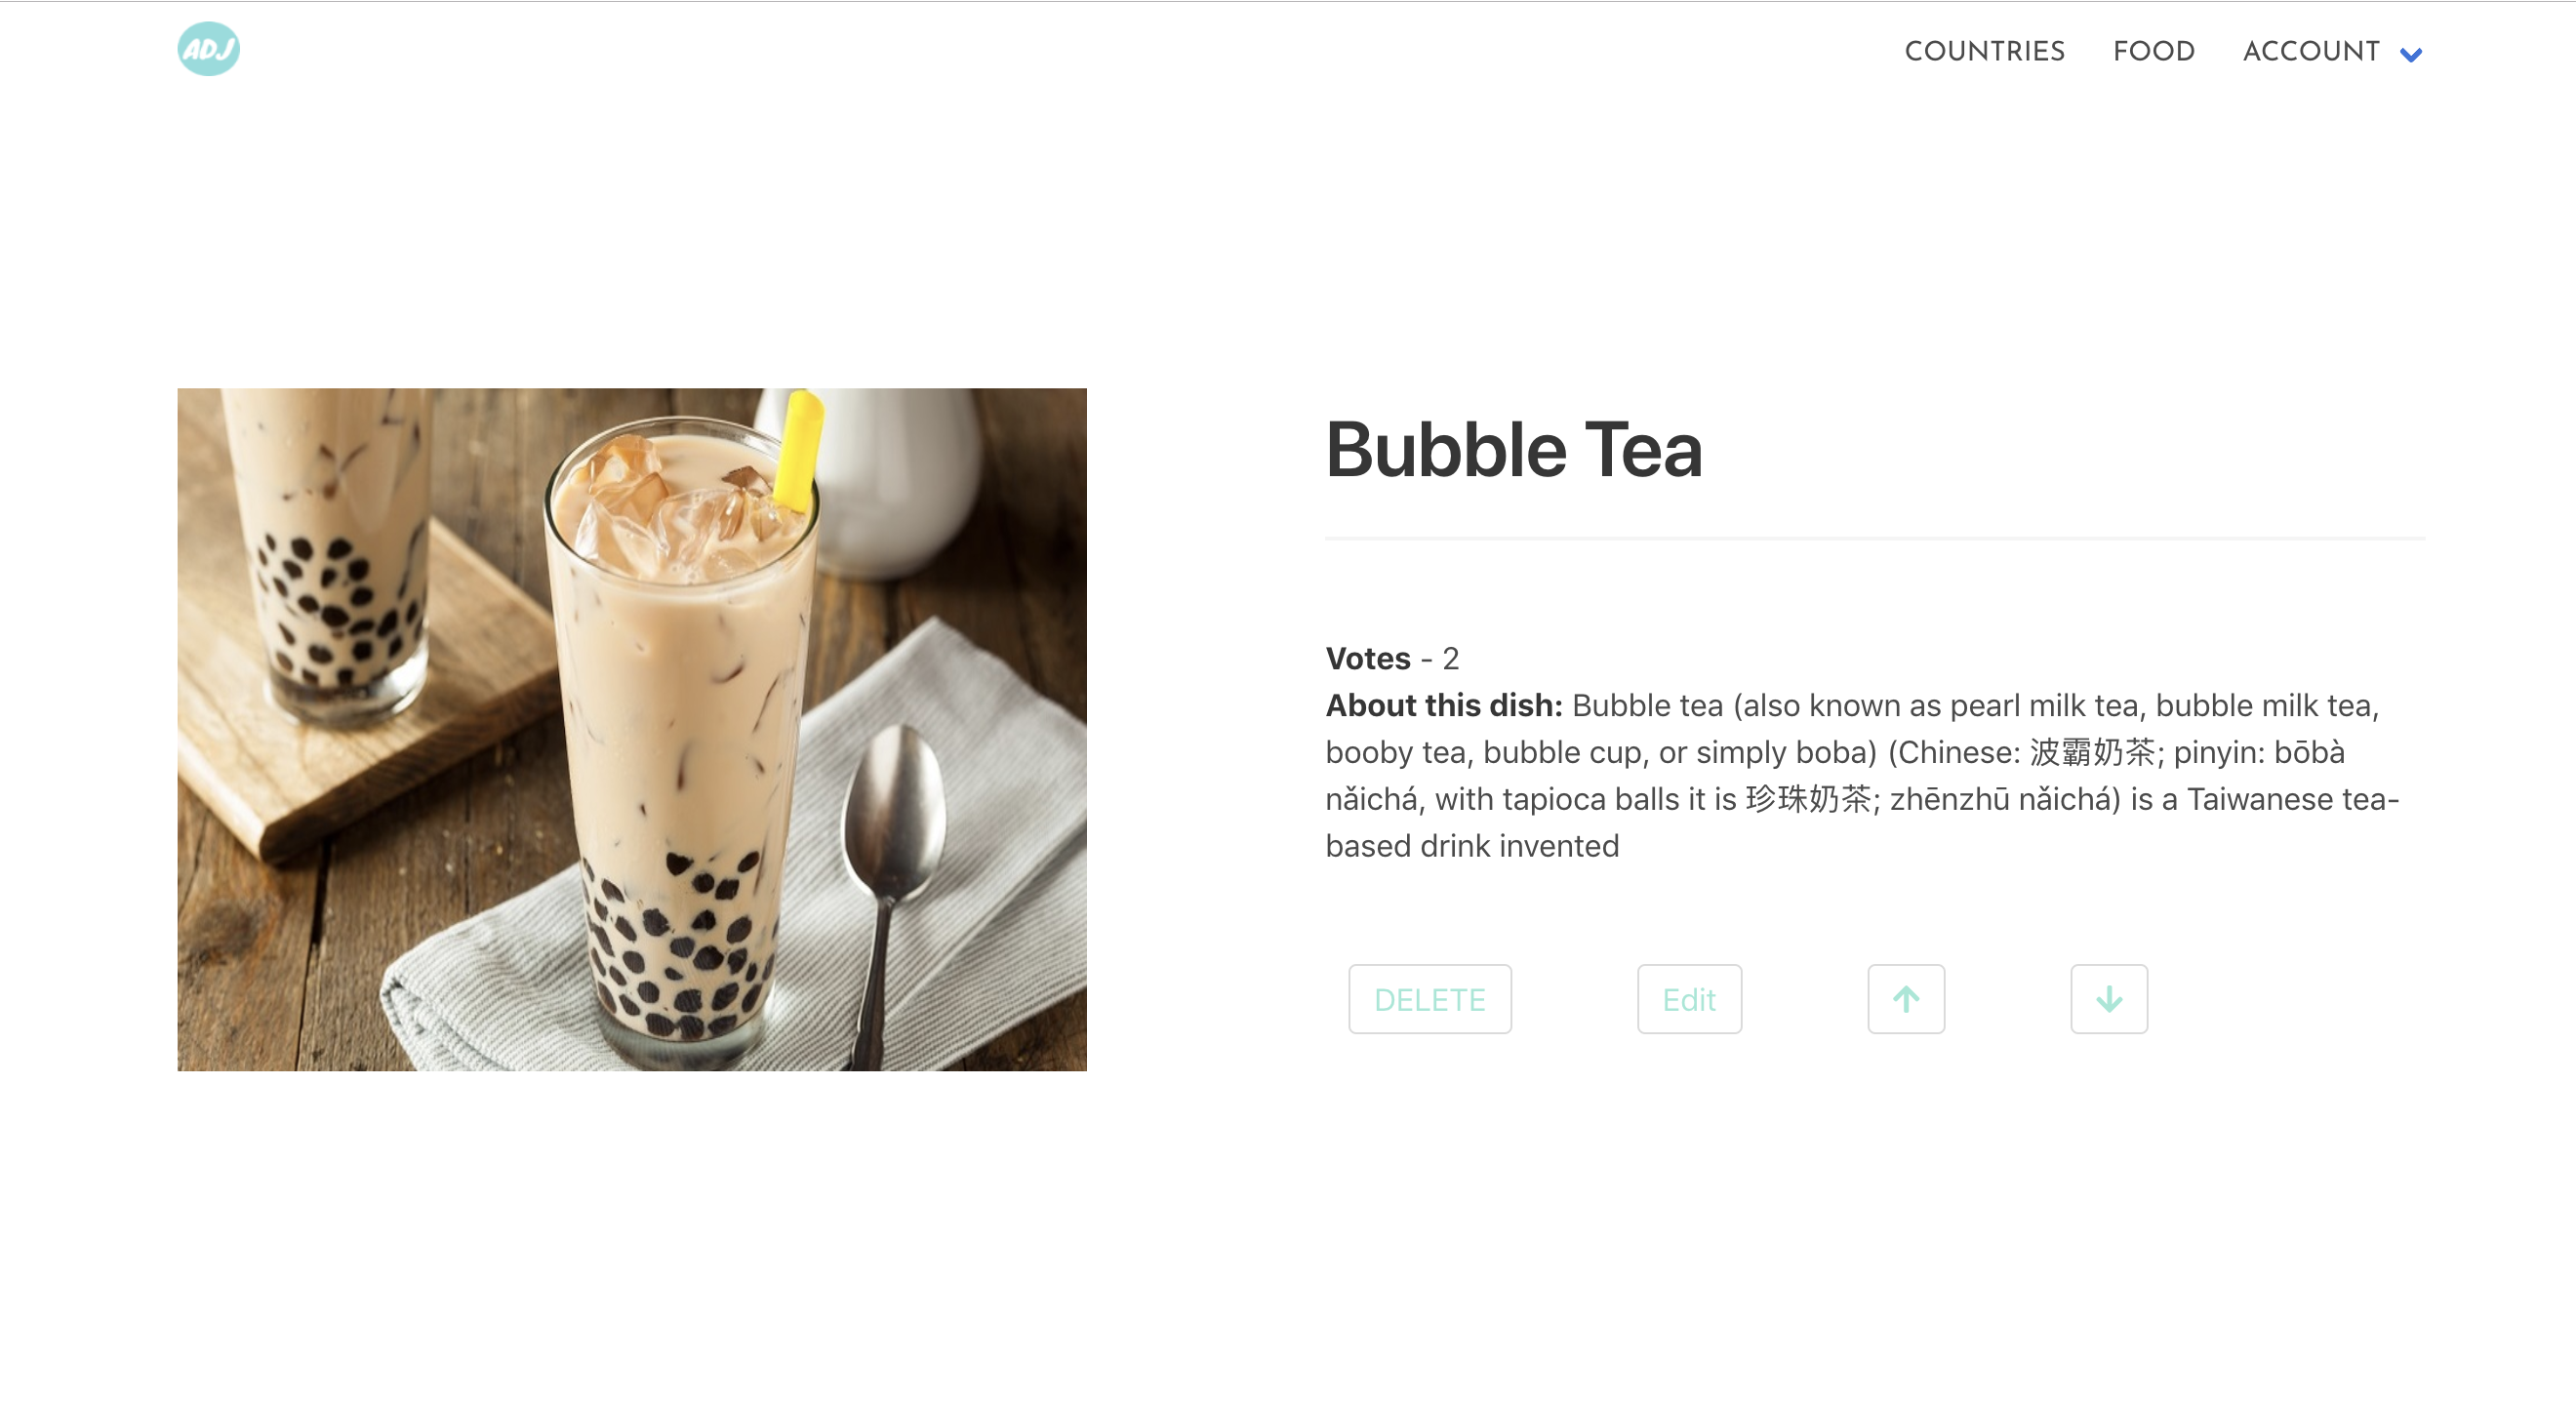 ADJ
COUNTRIES FOOD ACCOUNT
Bubble Tea
Votes - 2
About this dish: Bubble tea (also known as pearl milk tea, bubble milk tea,
booby tea, bubble cup, or simply boba) (Chinese: 波霸奶茶; pinyin: bōbà
nǎichá, with tapioca balls it is 珍珠奶茶; zhēnzhū nǎichá) is a Taiwanese tea-
based drink invented
DELETE Edit